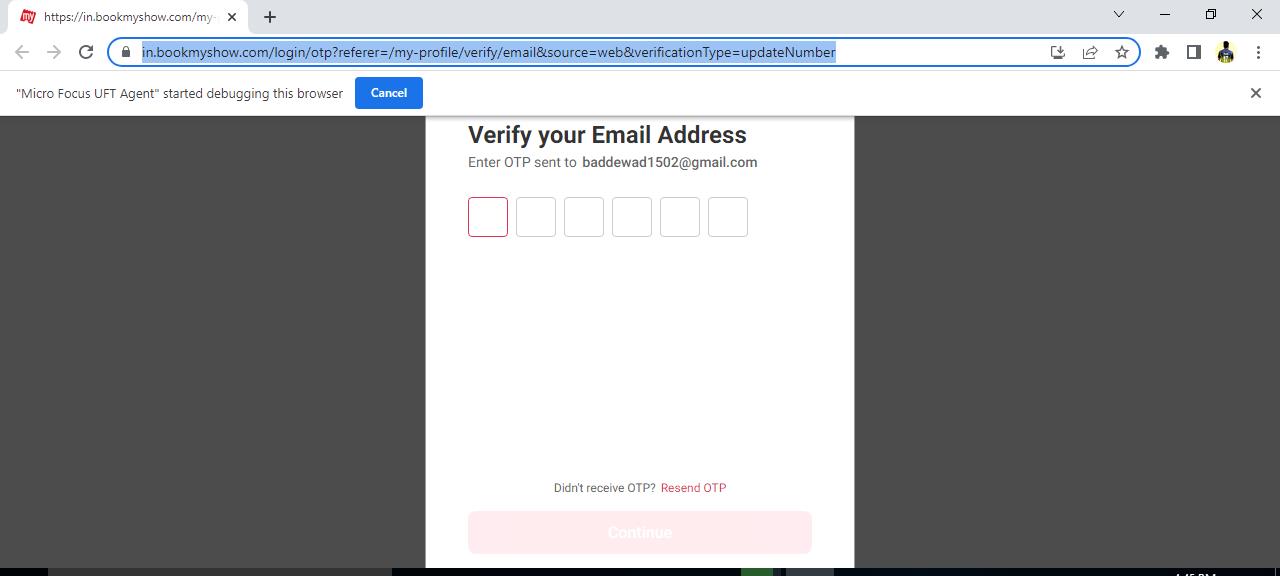 my
https://in.bookmyshow.com/my-
in.bookmyshow.com/login/otp?referer=/my-profile/verify/email&source=web&verificationType=updateNumber
"Micro Focus UFT Agent" started debugging this browser
Cancel
Verify your Email Address
Enter OTP sent to baddewad1502@gmail.com
Didn't receive OTP? Resend OTP
Continue